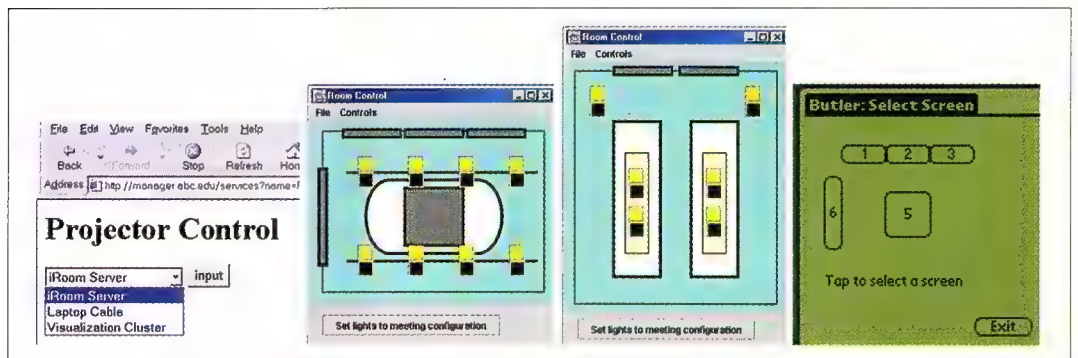 File Edit View Favorites Tools Help
Back Forward Stop Refresh
Address http://manager.abc.edu/services?name=
Projector Control
iRoom Server input
iRoom Server
Laptop Cable
Visualization Cluster
Room Control
File Controls
Set lights to meeting configuration
Room Control
File Controls
Set lights to meeting configuration
Butler: Select Screen
1 2 3
6 5
Tap to select a screen
Exit